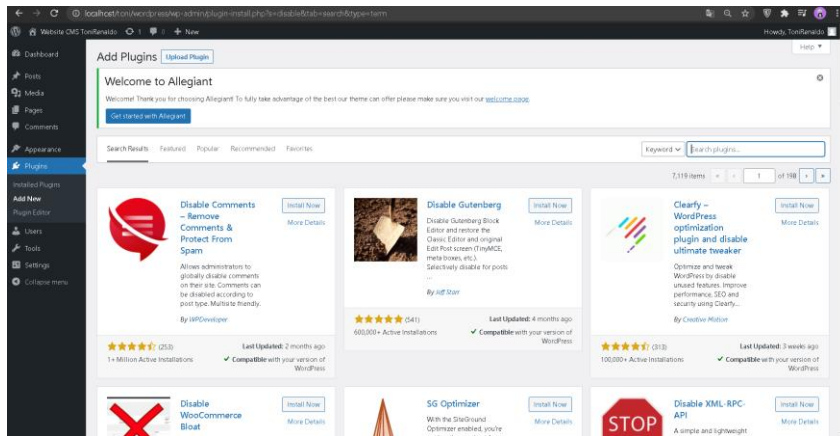 localhost/toni/wordpress/wp-admin/plugin-install.php?s=disable&tab=search&type=term
Website CMS ToniRenaldo 1 0 + New
Howdy, ToniRenaldo
Help
Dashboard
Posts
Media
Pages
Comments
Appearance
Plugins
Installed Plugins
Add New
Plugin Editor
Users
Tools
Settings
Collapse menu
Add Plugins Upload Plugin
Welcome to Allegiant
Welcome! Thank you for choosing Allegiant! To fully take advantage of the best our theme can offer please make sure you visit our welcome page.
Get started with Allegiant
Search Results Featured Popular Recommended Favorites
Keyword Search plugins...
7,119 items « ‹ 1 of 198 › »
Disable Comments
– Remove
Comments &
Protect From
Spam
Install Now
More Details
Allows administrators to
globally disable comments
on their site. Comments can
be disabled according to
post type. Multisite friendly.
By WPDeveloper
(253)
1+ Million Active Installations
Last Updated: 2 months ago
✓ Compatible with your version of
WordPress
Disable Gutenberg
Install Now
More Details
Disable Gutenberg Block
Editor and restore the
Classic Editor and original
Edit Post screen (TinyMCE,
meta boxes, etc.).
Selectively disable for posts
...
By Jeff Starr
(541)
600,000+ Active Installations
Last Updated: 4 months ago
✓ Compatible with your version of
WordPress
Clearfy –
WordPress
optimization
plugin and disable
ultimate tweaker
Install Now
More Details
Optimize and tweak
WordPress by disable
unused features. Improve
performance, SEO and
security using Clearfy...
By Creative Motion
(313)
100,000+ Active Installations
Last Updated: 3 weeks ago
✓ Compatible with your version of
WordPress
Disable
WooCommerce
Bloat
Install Now
More Details
SG Optimizer
Install Now
More Details
With the SiteGround
Optimizer enabled, you're
STOP
Disable XML-RPC-
API
Install Now
More Details
A simple and lightweight